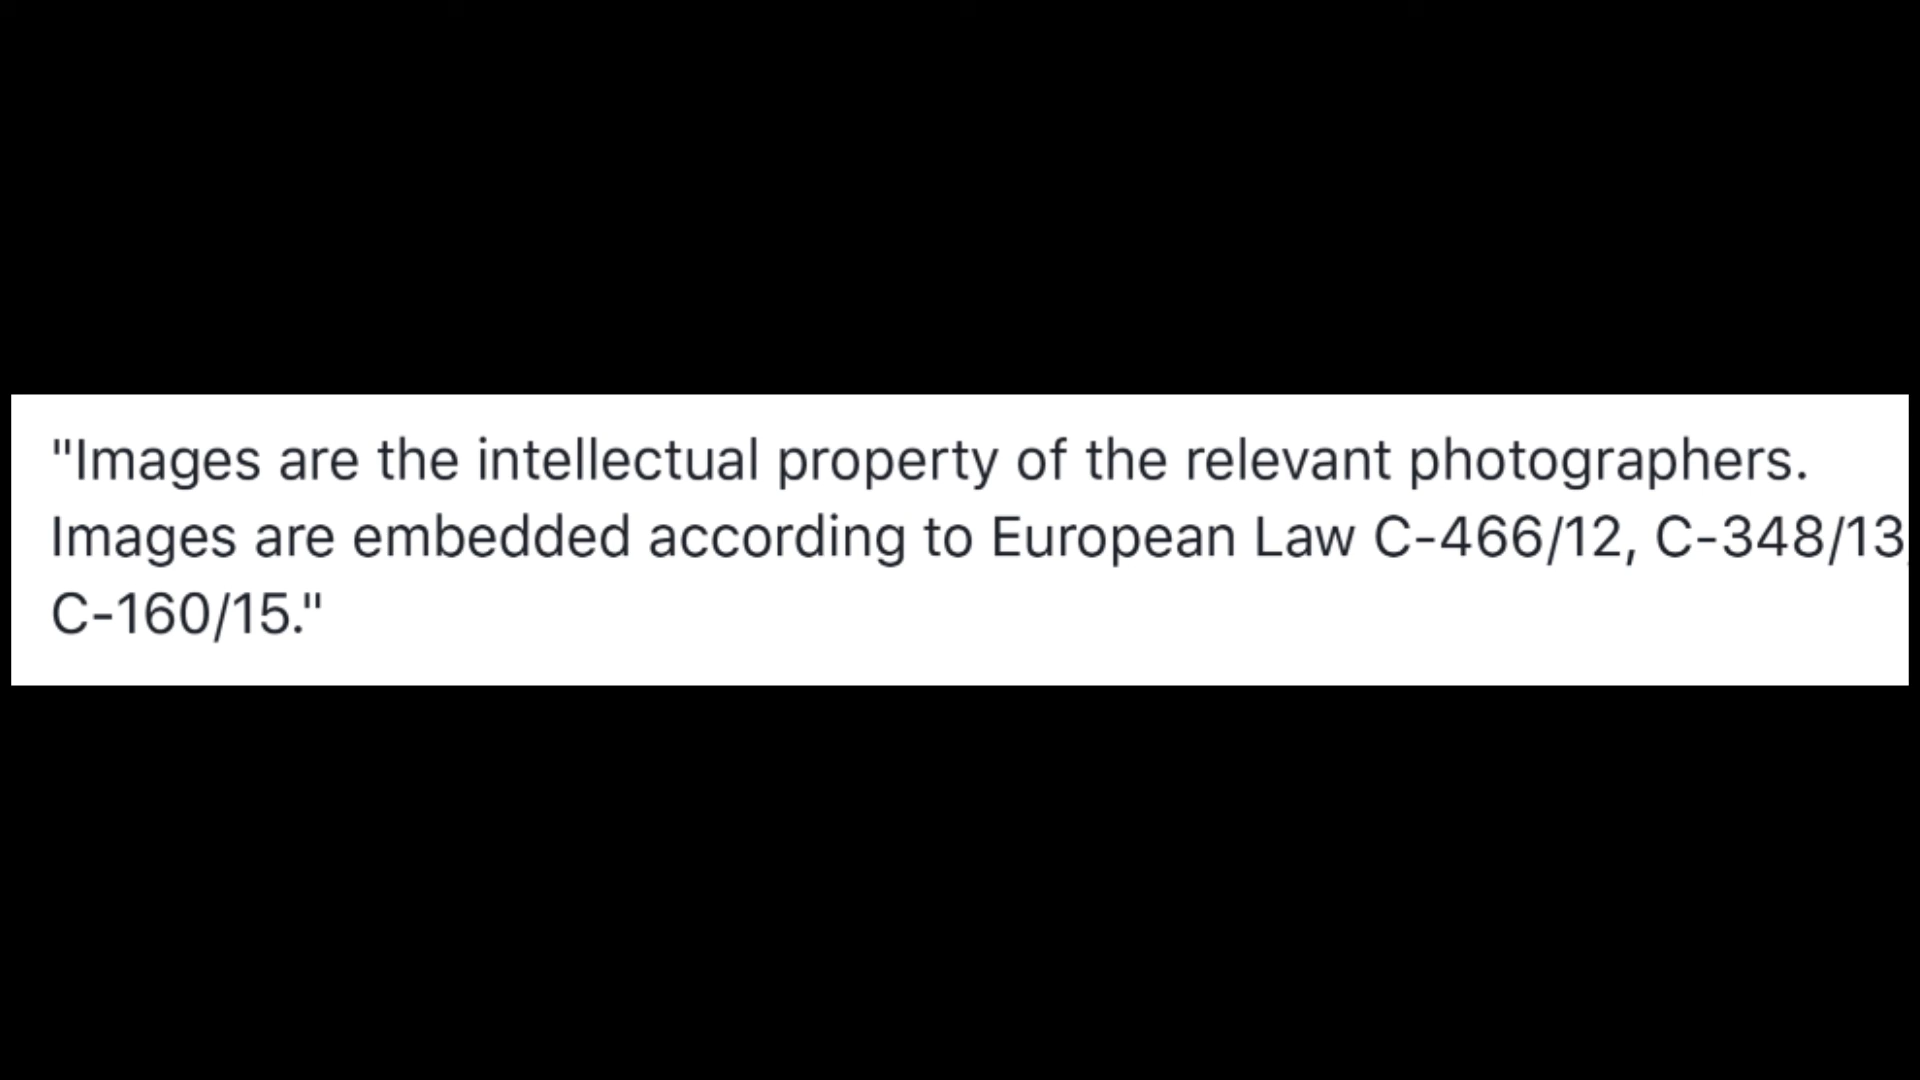 "Images are the intellectual property of the relevant photographers.
Images are embedded according to European Law C-466/12, C-348/13,
C-160/15."